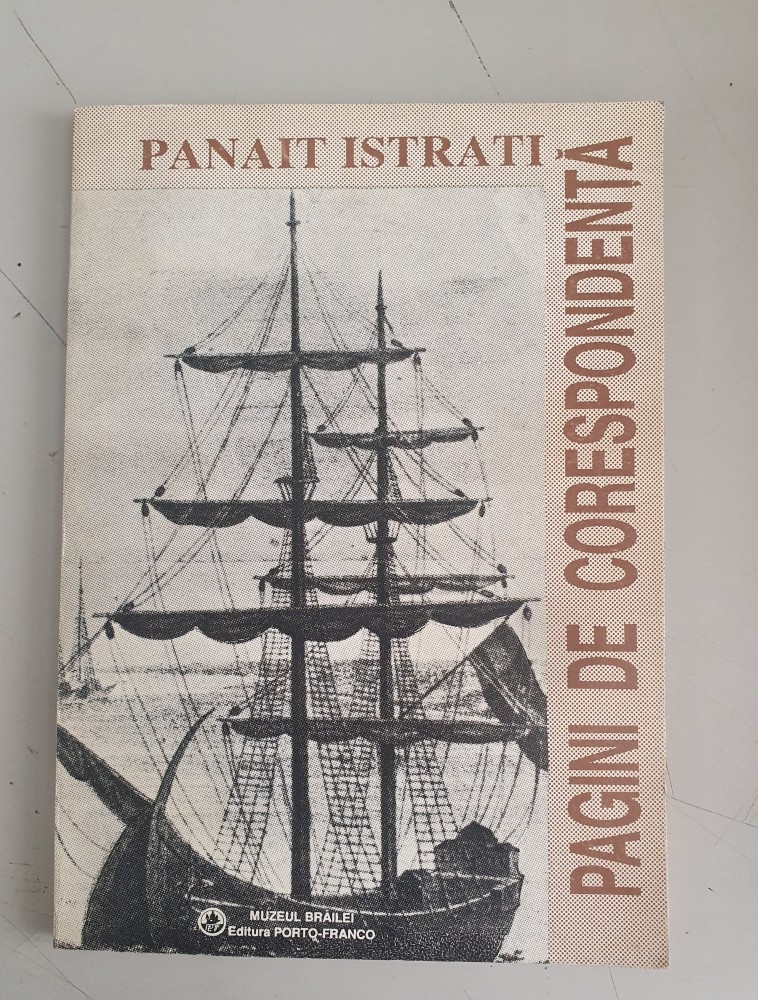 PANAIT ISTRATI
PAGINI DE CORESPONDENȚĂ
MUZEUL BRĂILEI
Editura PORTO-FRANCO